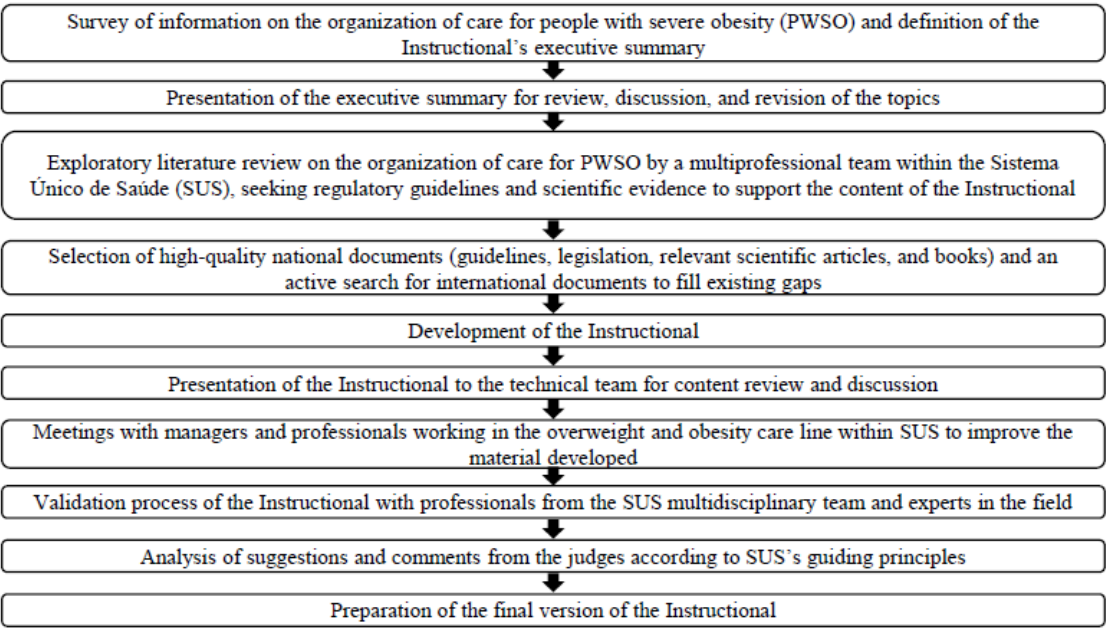 Survey of information on the organization of care for people with severe obesity (PWSO) and definition of the
Instructional’s executive summary
Presentation of the executive summary for review, discussion, and revision of the topics
Exploratory literature review on the organization of care for PWSO by a multiprofessional team within the Sistema
Único de Saúde (SUS), seeking regulatory guidelines and scientific evidence to support the content of the Instructional
Selection of high-quality national documents (guidelines, legislation, relevant scientific articles, and books) and an
active search for international documents to fill existing gaps
Development of the Instructional
Presentation of the Instructional to the technical team for content review and discussion
Meetings with managers and professionals working in the overweight and obesity care line within SUS to improve the
material developed
Validation process of the Instructional with professionals from the SUS multidisciplinary team and experts in the field
Analysis of suggestions and comments from the judges according to SUS’s guiding principles
Preparation of the final version of the Instructional